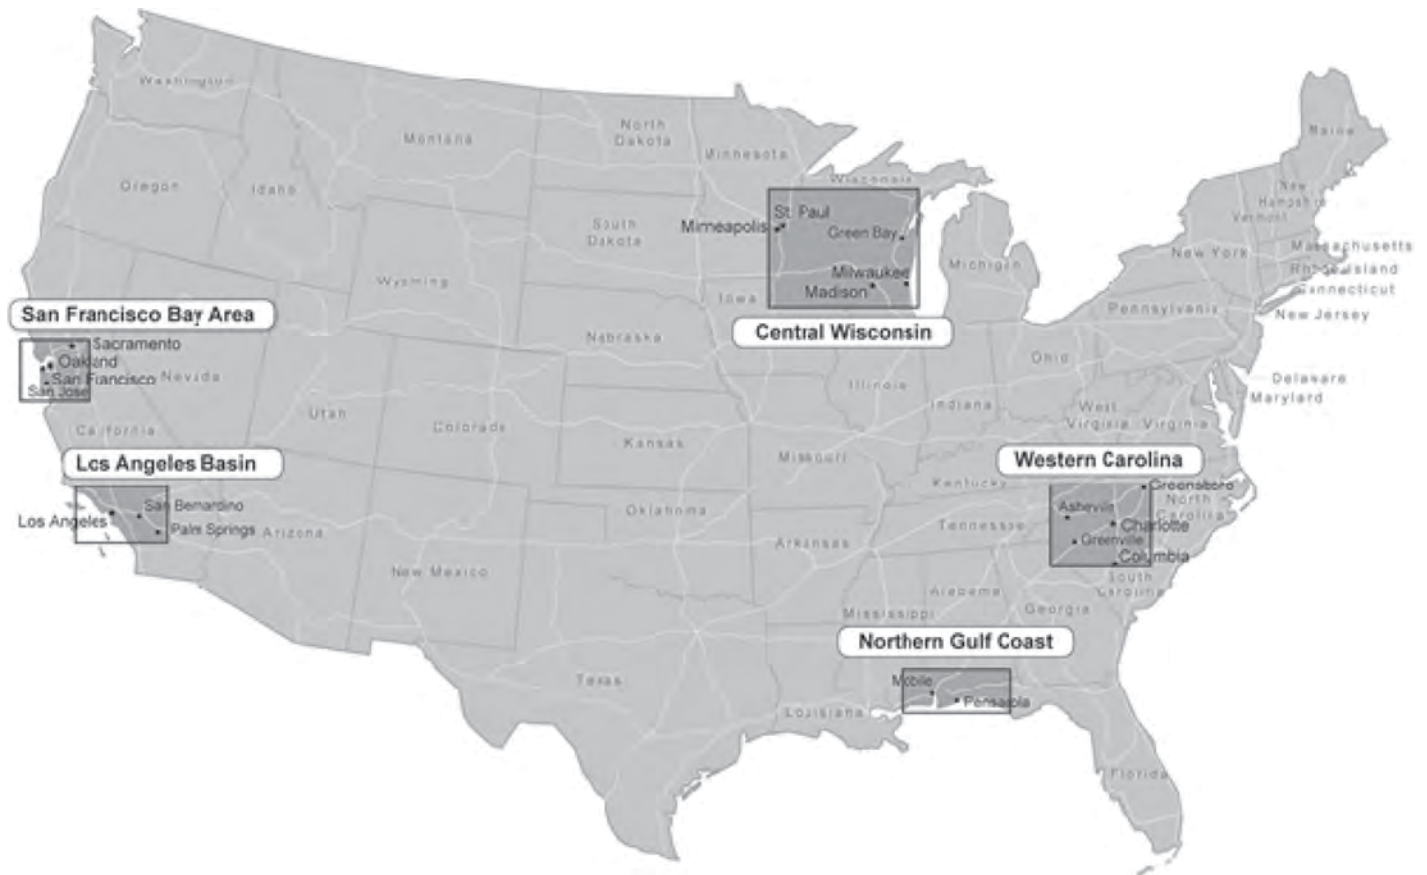 Washington
Montana
North
Dakota
Minnesota
Maine
Oregon
Idaho
Wisconsin
New
Hampshire
Vermont
St. Paul
Minneapolis
Green Bay
South
Dakota
Michigan
New York
Massachusetts
Rhode Island
Connecticut
Wyoming
Milwaukee
Madison
Iowa
Pennsylvania
New Jersey
San Francisco Bay Area
Central Wisconsin
Sacramento
Oakland
San Francisco
San Jose
Nevada
Nebraska
Ohio
Illinois
Indiana
Delaware
Maryland
Utah
Colorado
California
Kansas
West
Virginia
Virginia
Missouri
Los Angeles Basin
Western Carolina
Kentucky
Greensboro
North
Carolina
Asheville
Charlotte
Greenville
Columbia
San Bernardino
Los Angeles
Palm Springs
Arizona
Oklahoma
Tennessee
Arkansas
New Mexico
South
Carolina
Alabama
Georgia
Mississippi
Northern Gulf Coast
Texas
Mobile
Pensacola
Louisiana
Florida